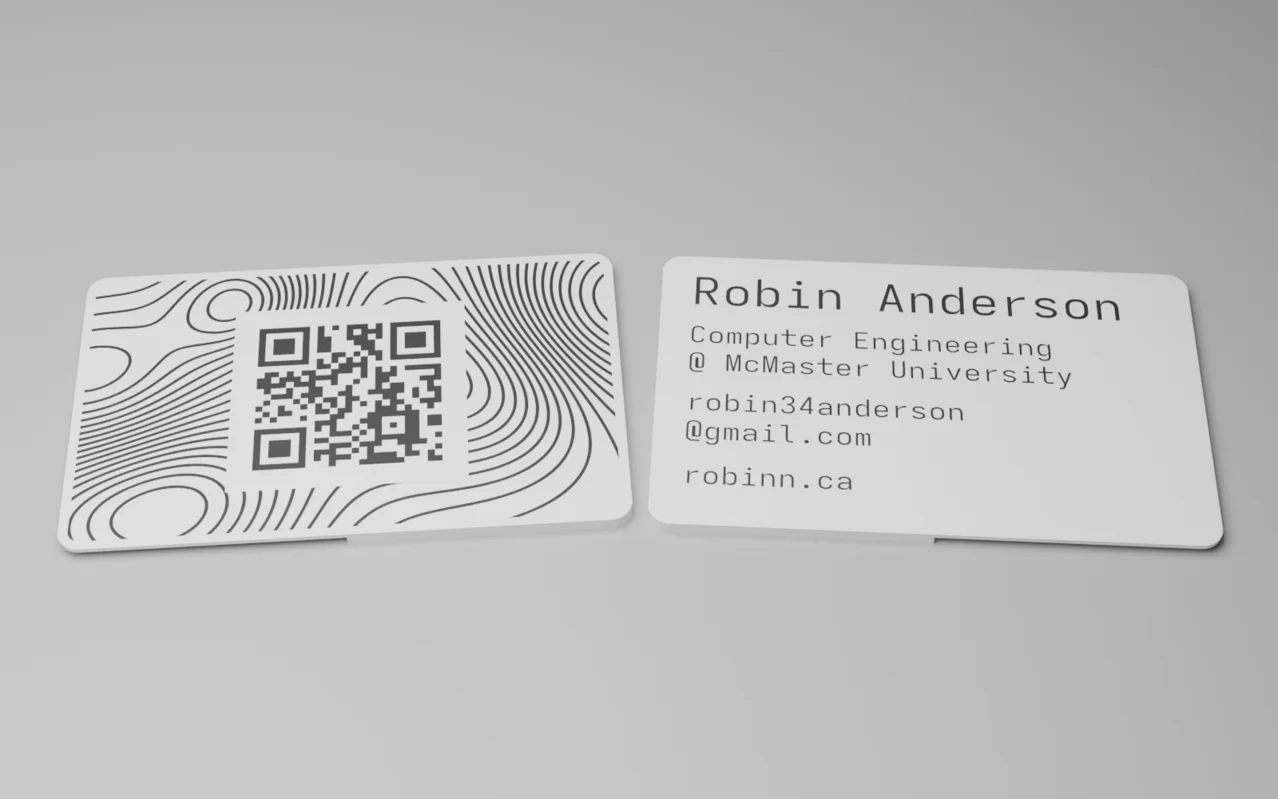 Robin Anderson
Computer Engineering
@ McMaster University
robin34anderson
@gmail.com
robinn.ca